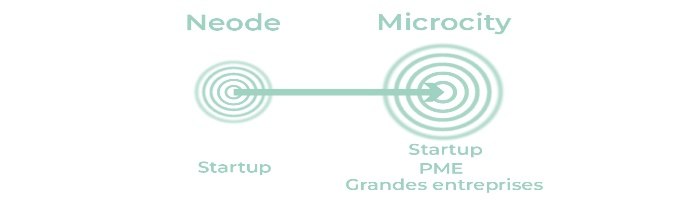 Neode
Microcity
Startup
Startup
PME
Grandes entreprises